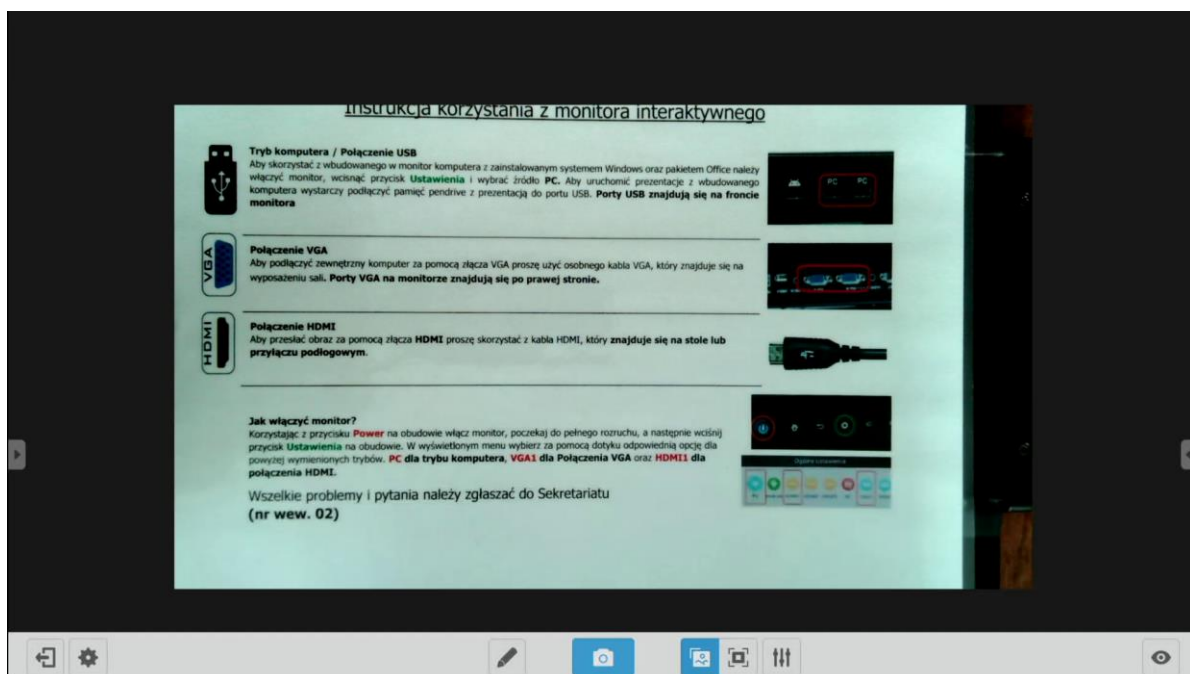 Instrukcja korzystania z monitora interaktywnego
Tryb komputera / Połączenie USB
Aby skorzystać z wbudowanego w monitor komputera z zainstalowanym systemem Windows oraz pakietem Office należy
włączyć monitor, wcisnąć przycisk Ustawienia i wybrać źródło PC. Aby uruchomić prezentacje z wbudowanego
komputera wystarczy podłączyć pamięć pendrive z prezentacją do portu USB. Porty USB znajdują się na froncie
monitora
PC PC
VGA
Połączenie VGA
Aby podłączyć zewnętrzny komputer za pomocą złącza VGA proszę użyć osobnego kabla VGA, który znajduje się na
wyposażeniu sali. Porty VGA na monitorze znajdują się po prawej stronie.
HDMI
Połączenie HDMI
Aby przesłać obraz za pomocą złącza HDMI proszę skorzystać z kabla HDMI, który znajduje się na stole lub
przyłączu podłogowym.
Jak włączyć monitor?
Korzystając z przycisku Power na obudowie włącz monitor, poczekaj do pełnego rozruchu, a następnie wciśnij
przycisk Ustawienia na obudowie. W wyświetlonym menu wybierz za pomocą dotyku odpowiednią opcję dla
powyżej wymienionych trybów. PC dla trybu komputera, VGA1 dla Połączenia VGA oraz HDMI1 dla
połączenia HDMI.
Wszelkie problemy i pytania należy zgłaszać do Sekretariatu
(nr wew. 02)